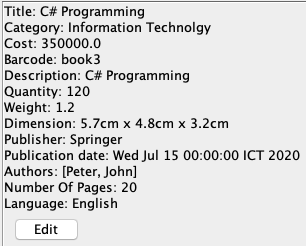 Title: C# Programming
Category: Information Technolgy
Cost: 350000.0
Barcode: book3
Description: C# Programming
Quantity: 120
Weight: 1.2
Dimension: 5.7cm x 4.8cm x 3.2cm
Publisher: Springer
Publication date: Wed Jul 15 00:00:00 ICT 2020
Authors: [Peter, John]
Number Of Pages: 20
Language: English
Edit